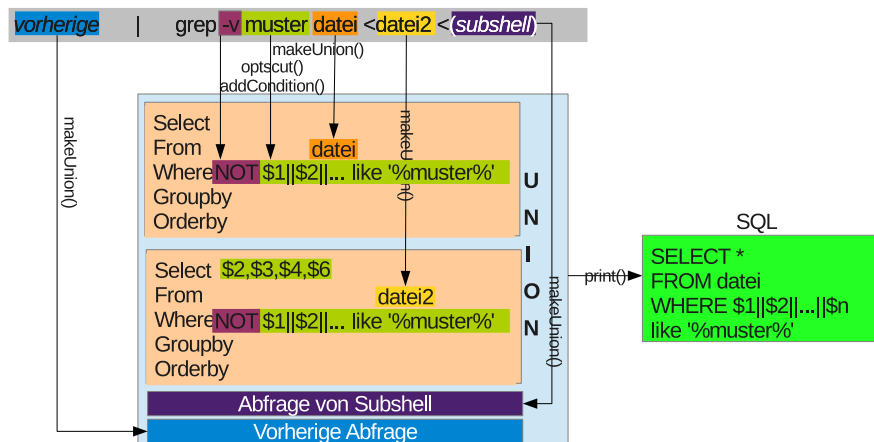 vorherige | grep -v muster datei <datei2 <(subshell)
makeUnion()
optscut()
addCondition()
makeUnion()
makeUnion()
makeUnion()
Select
From datei
Where NOT $1||$2||... like '%muster%'
Groupby
Orderby
UNION
Select $2,$3,$4,$6
From datei2
Where NOT $1||$2||... like '%muster%'
Groupby
Orderby
Abfrage von Subshell
Vorherige Abfrage
print()
SQL
SELECT *
FROM datei
WHERE $1||$2||...||$n
like '%muster%'